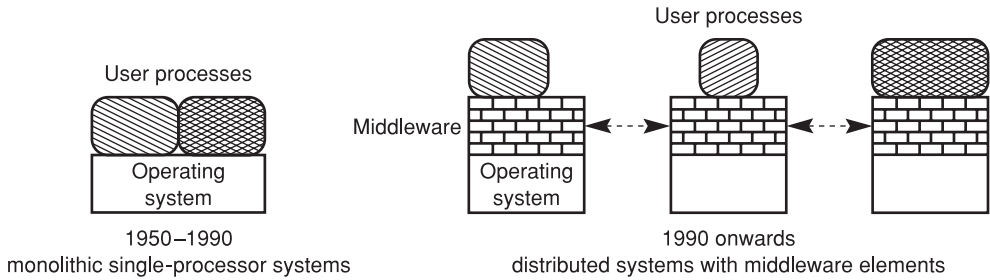 User processes
Operating
system
1950–1990
monolithic single-processor systems
User processes
Middleware
Operating
system
1990 onwards
distributed systems with middleware elements